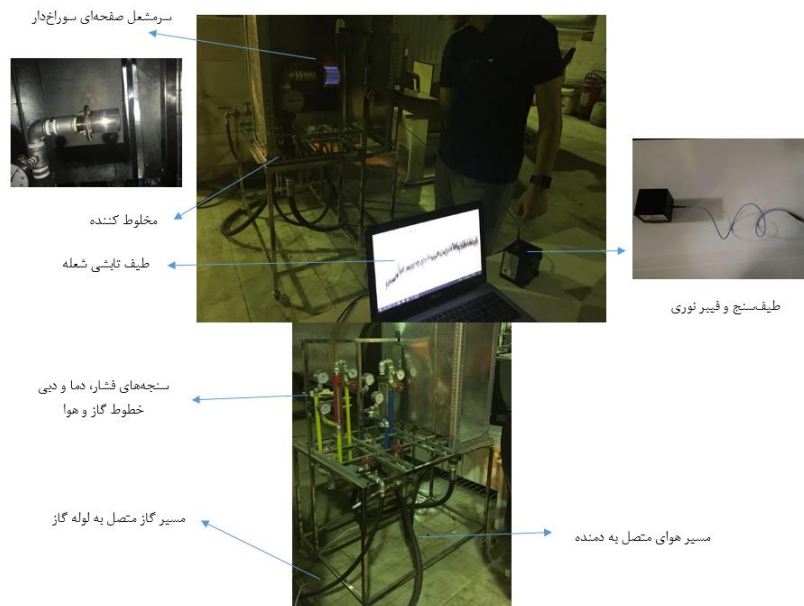 سرمشعل صفحه‌ای سوراخ‌دار
مخلوط کننده
طیف تابشی شعله
طیف‌سنج و فیبر نوری
سنجه‌های فشار، دما و دبی
خطوط گاز و هوا
مسیر گاز متصل به لوله گاز
مسیر هوای متصل به دمنده